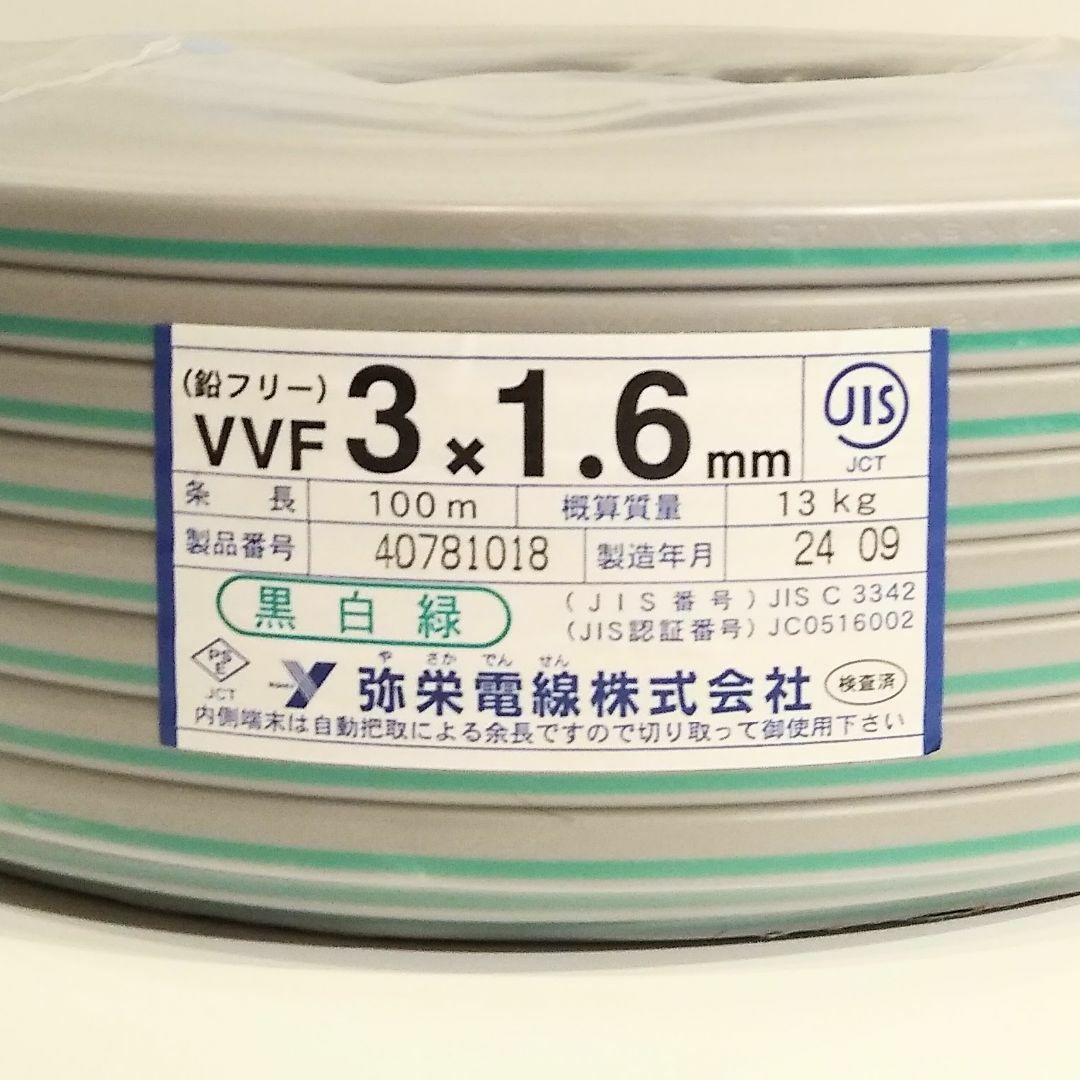 (鉛フリー)
VVF 3×1.6mm
JIS
JCT
条長 100m 概算質量 13kg
製品番号 40781018 製造年月 24 09
黒 白 緑
(JIS番号) JIS C 3342
(JIS認証番号) JC0516002
PS
E
JCT
Y
や さか でん せん
弥栄電線株式会社
検査済
内側端末は自動把取による余長ですので切り取って御使用下さい